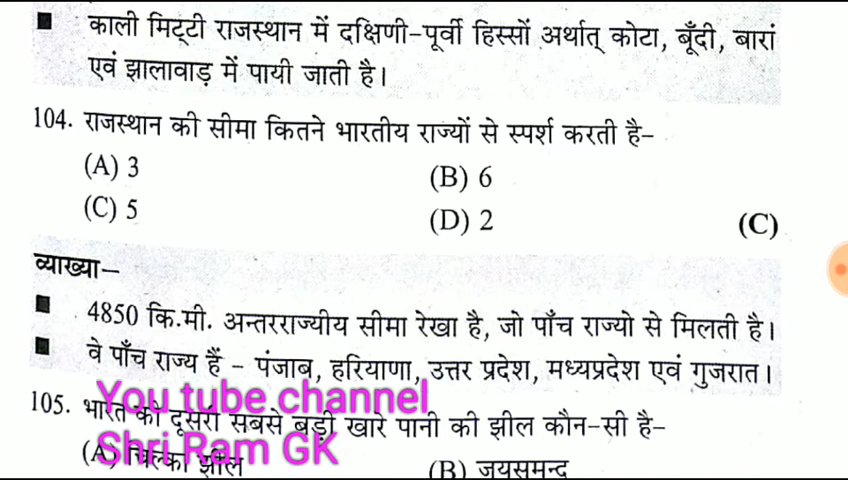 ■ काली मिट्टी राजस्थान में दक्षिणी-पूर्वी हिस्सों अर्थात् कोटा, बूँदी, बारां
एवं झालावाड़ में पायी जाती है।
104. राजस्थान की सीमा कितने भारतीय राज्यों से स्पर्श करती है-
(A) 3 (B) 6
(C) 5 (D) 2 (C)
व्याख्या-
■ 4850 कि.मी. अन्तरराज्यीय सीमा रेखा है, जो पाँच राज्यो से मिलती है।
■ वे पाँच राज्य हैं - पंजाब, हरियाणा, उत्तर प्रदेश, मध्यप्रदेश एवं गुजरात।
You tube channel
105. भारत की दूसरी सबसे बड़ी खारे पानी की झील कौन-सी है-
Shri Ram GK
(A) चिल्का झील (B) जयसमन्द